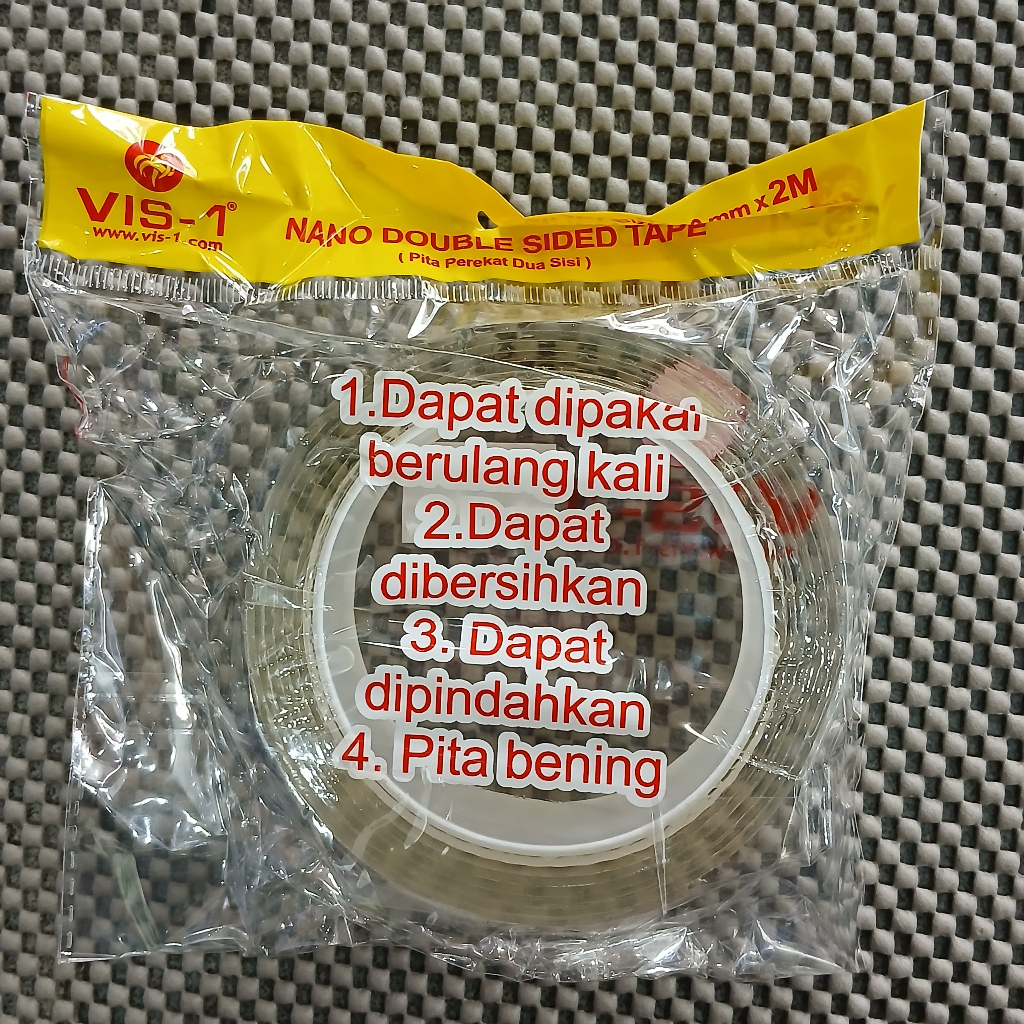 VIS-1®
www.vis-1.com
NANO DOUBLE SIDED TAPE mm x 2M
( Pita Perekat Dua Sisi )
1.Dapat dipakai
berulang kali
2.Dapat
dibersihkan
3. Dapat
dipindahkan
4. Pita bening